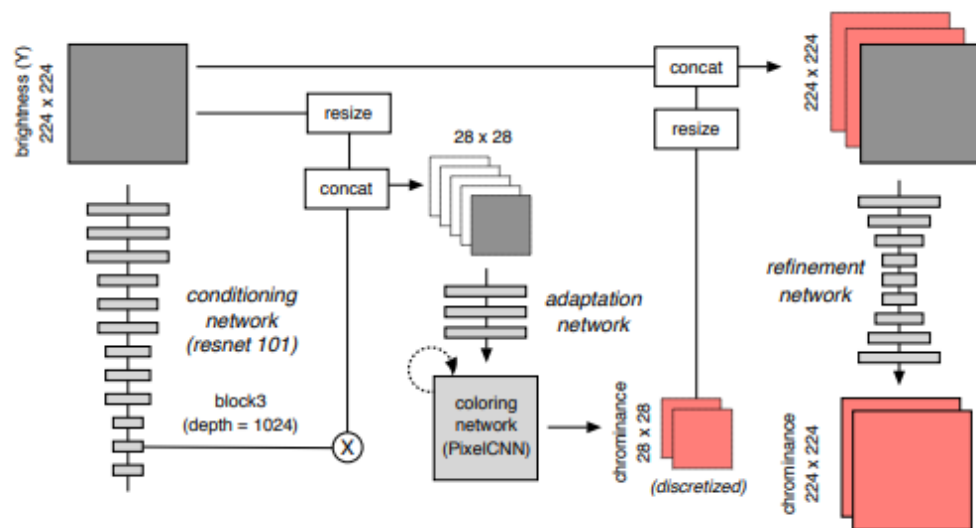 brightness (Y)
224 x 224
resize
concat
28 x 28
concat
resize
224 x 224
conditioning
network
(resnet 101)
block3
(depth = 1024)
X
adaptation
network
coloring
network
(PixelCNN)
chrominance
28 x 28
(discretized)
refinement
network
chrominance
224 x 224